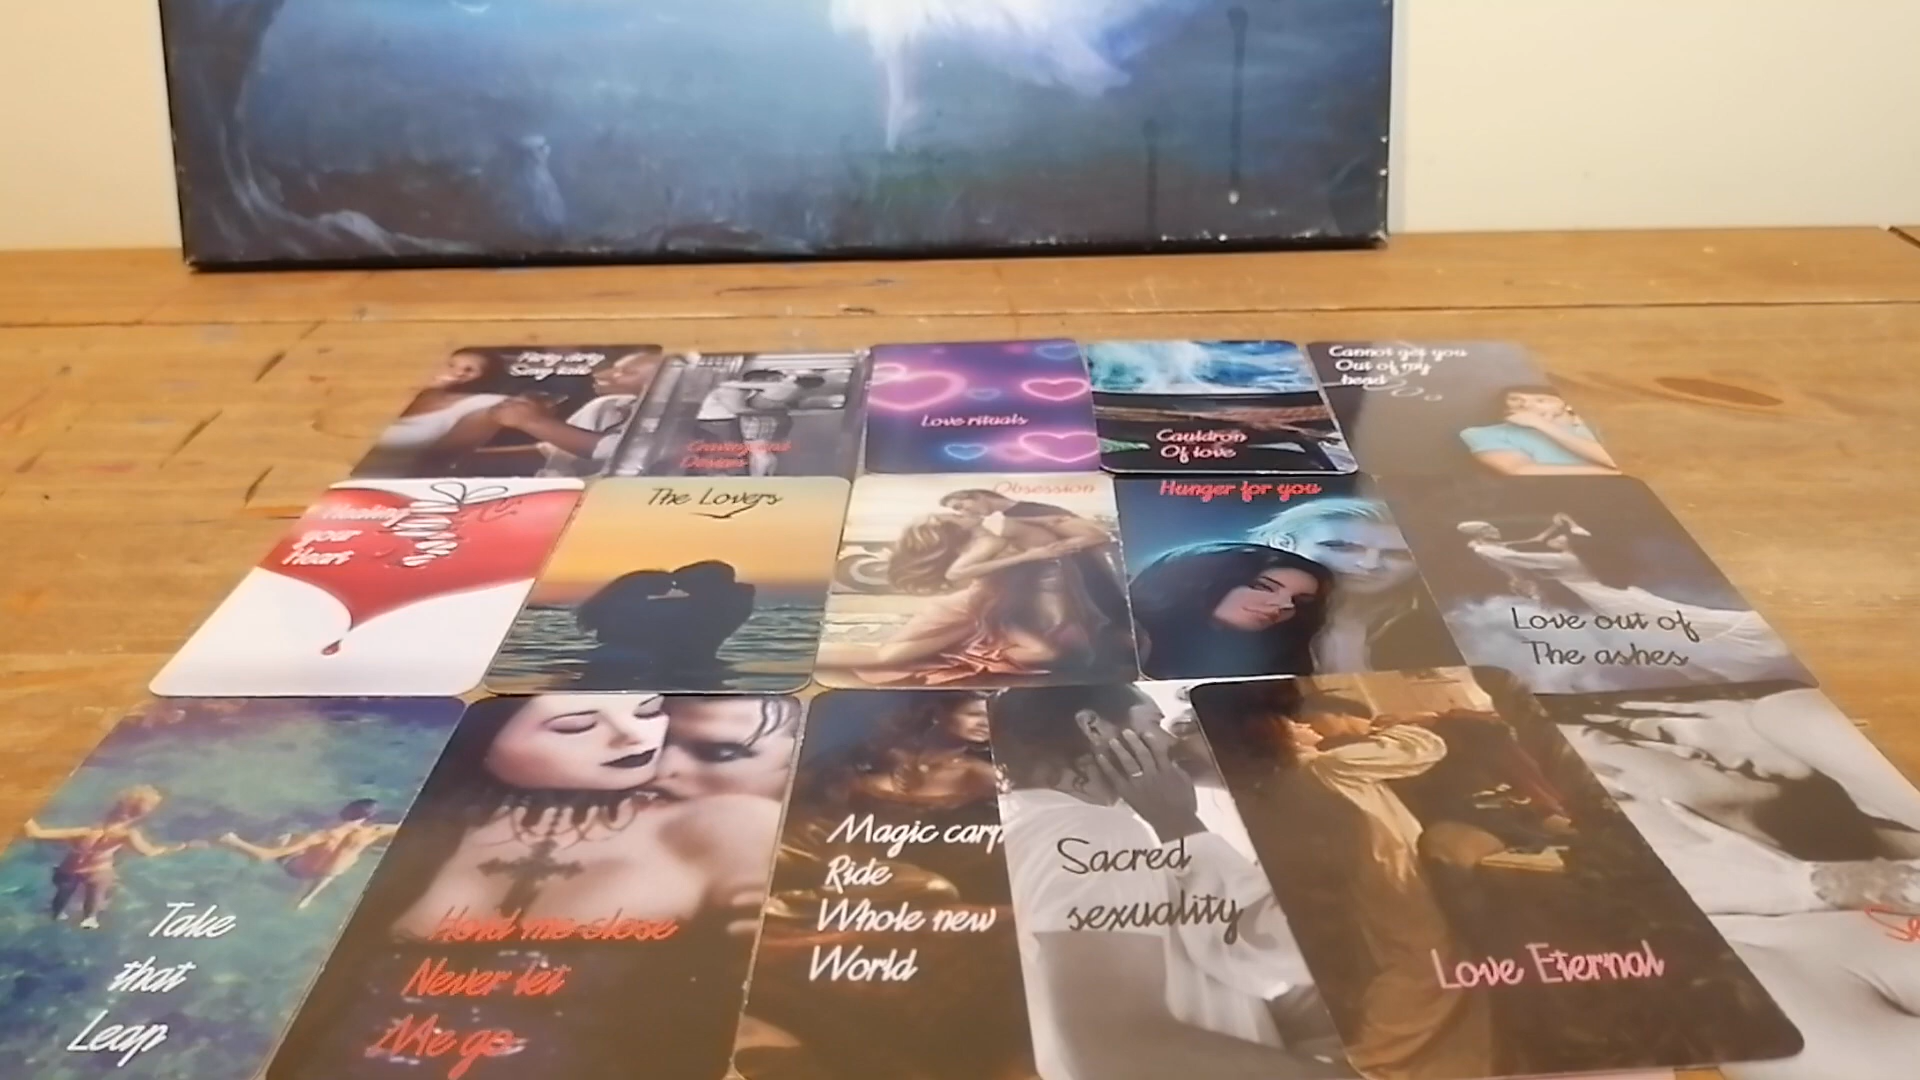 Love rituals
Cauldron
Of love
Cannot get you
Out of my
head
Healing
your
Heart
The Lovers
Obsession
Hunger for you
Love out of
The ashes
Take
that
Leap
Hold me close
Never let
Me go
Magic carp
Ride
Whole new
World
Sacred
sexuality
Love Eternal